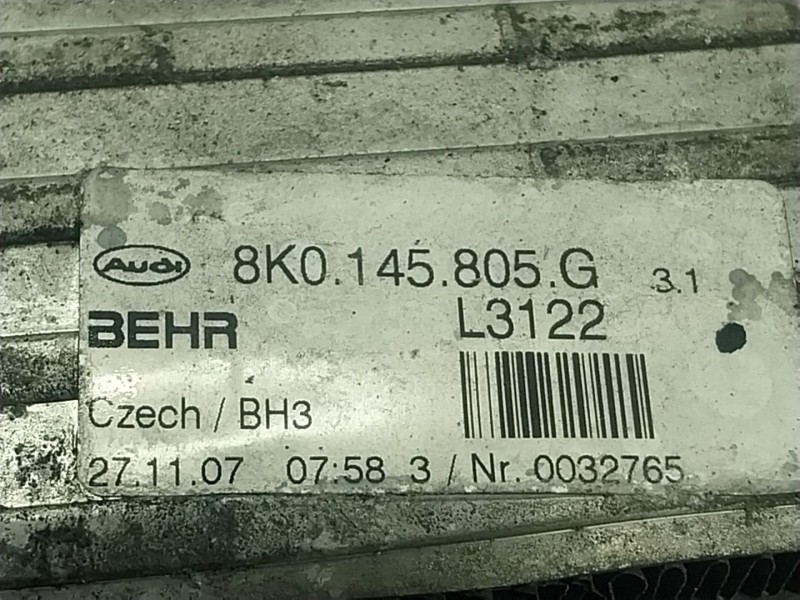 Audi 8K0.145.805.G 3.1
BEHR L3122
Czech / BH3
27.11.07 07:58 3 / Nr. 0032765